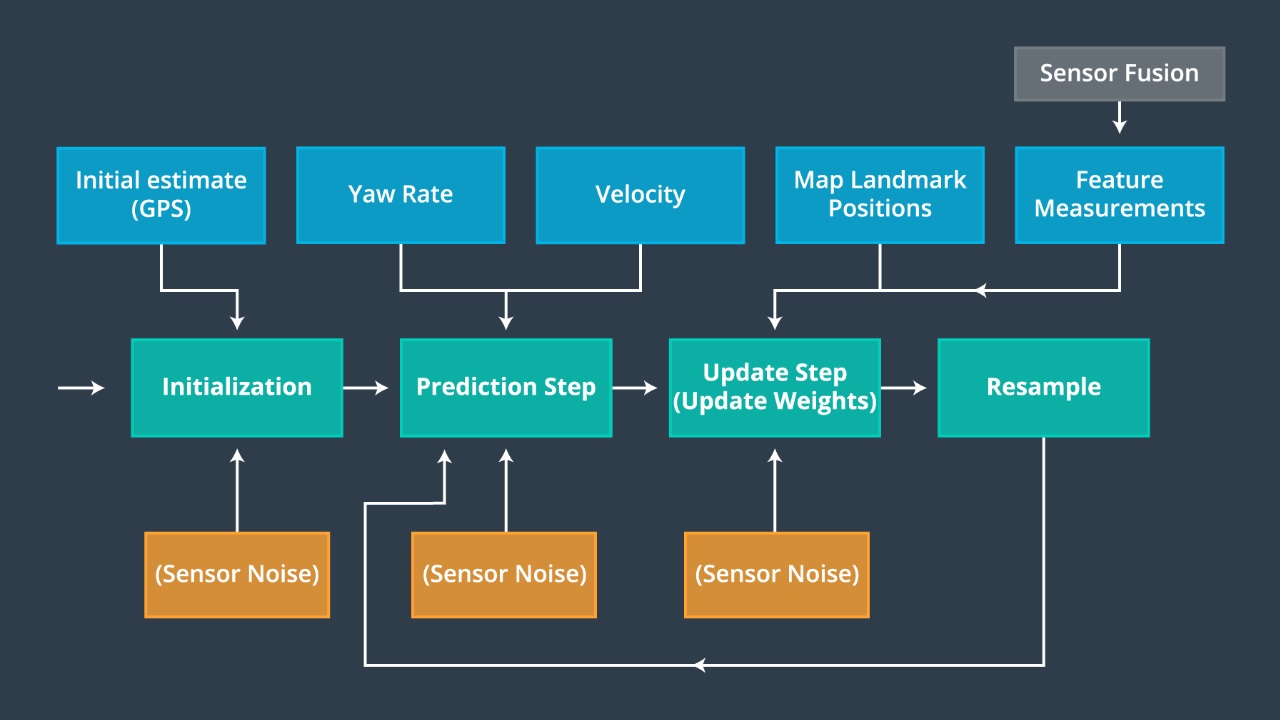 Sensor Fusion
Initial estimate
(GPS)
Yaw Rate
Velocity
Map Landmark
Positions
Feature
Measurements
Initialization
Prediction Step
Update Step
(Update Weights)
Resample
(Sensor Noise)
(Sensor Noise)
(Sensor Noise)